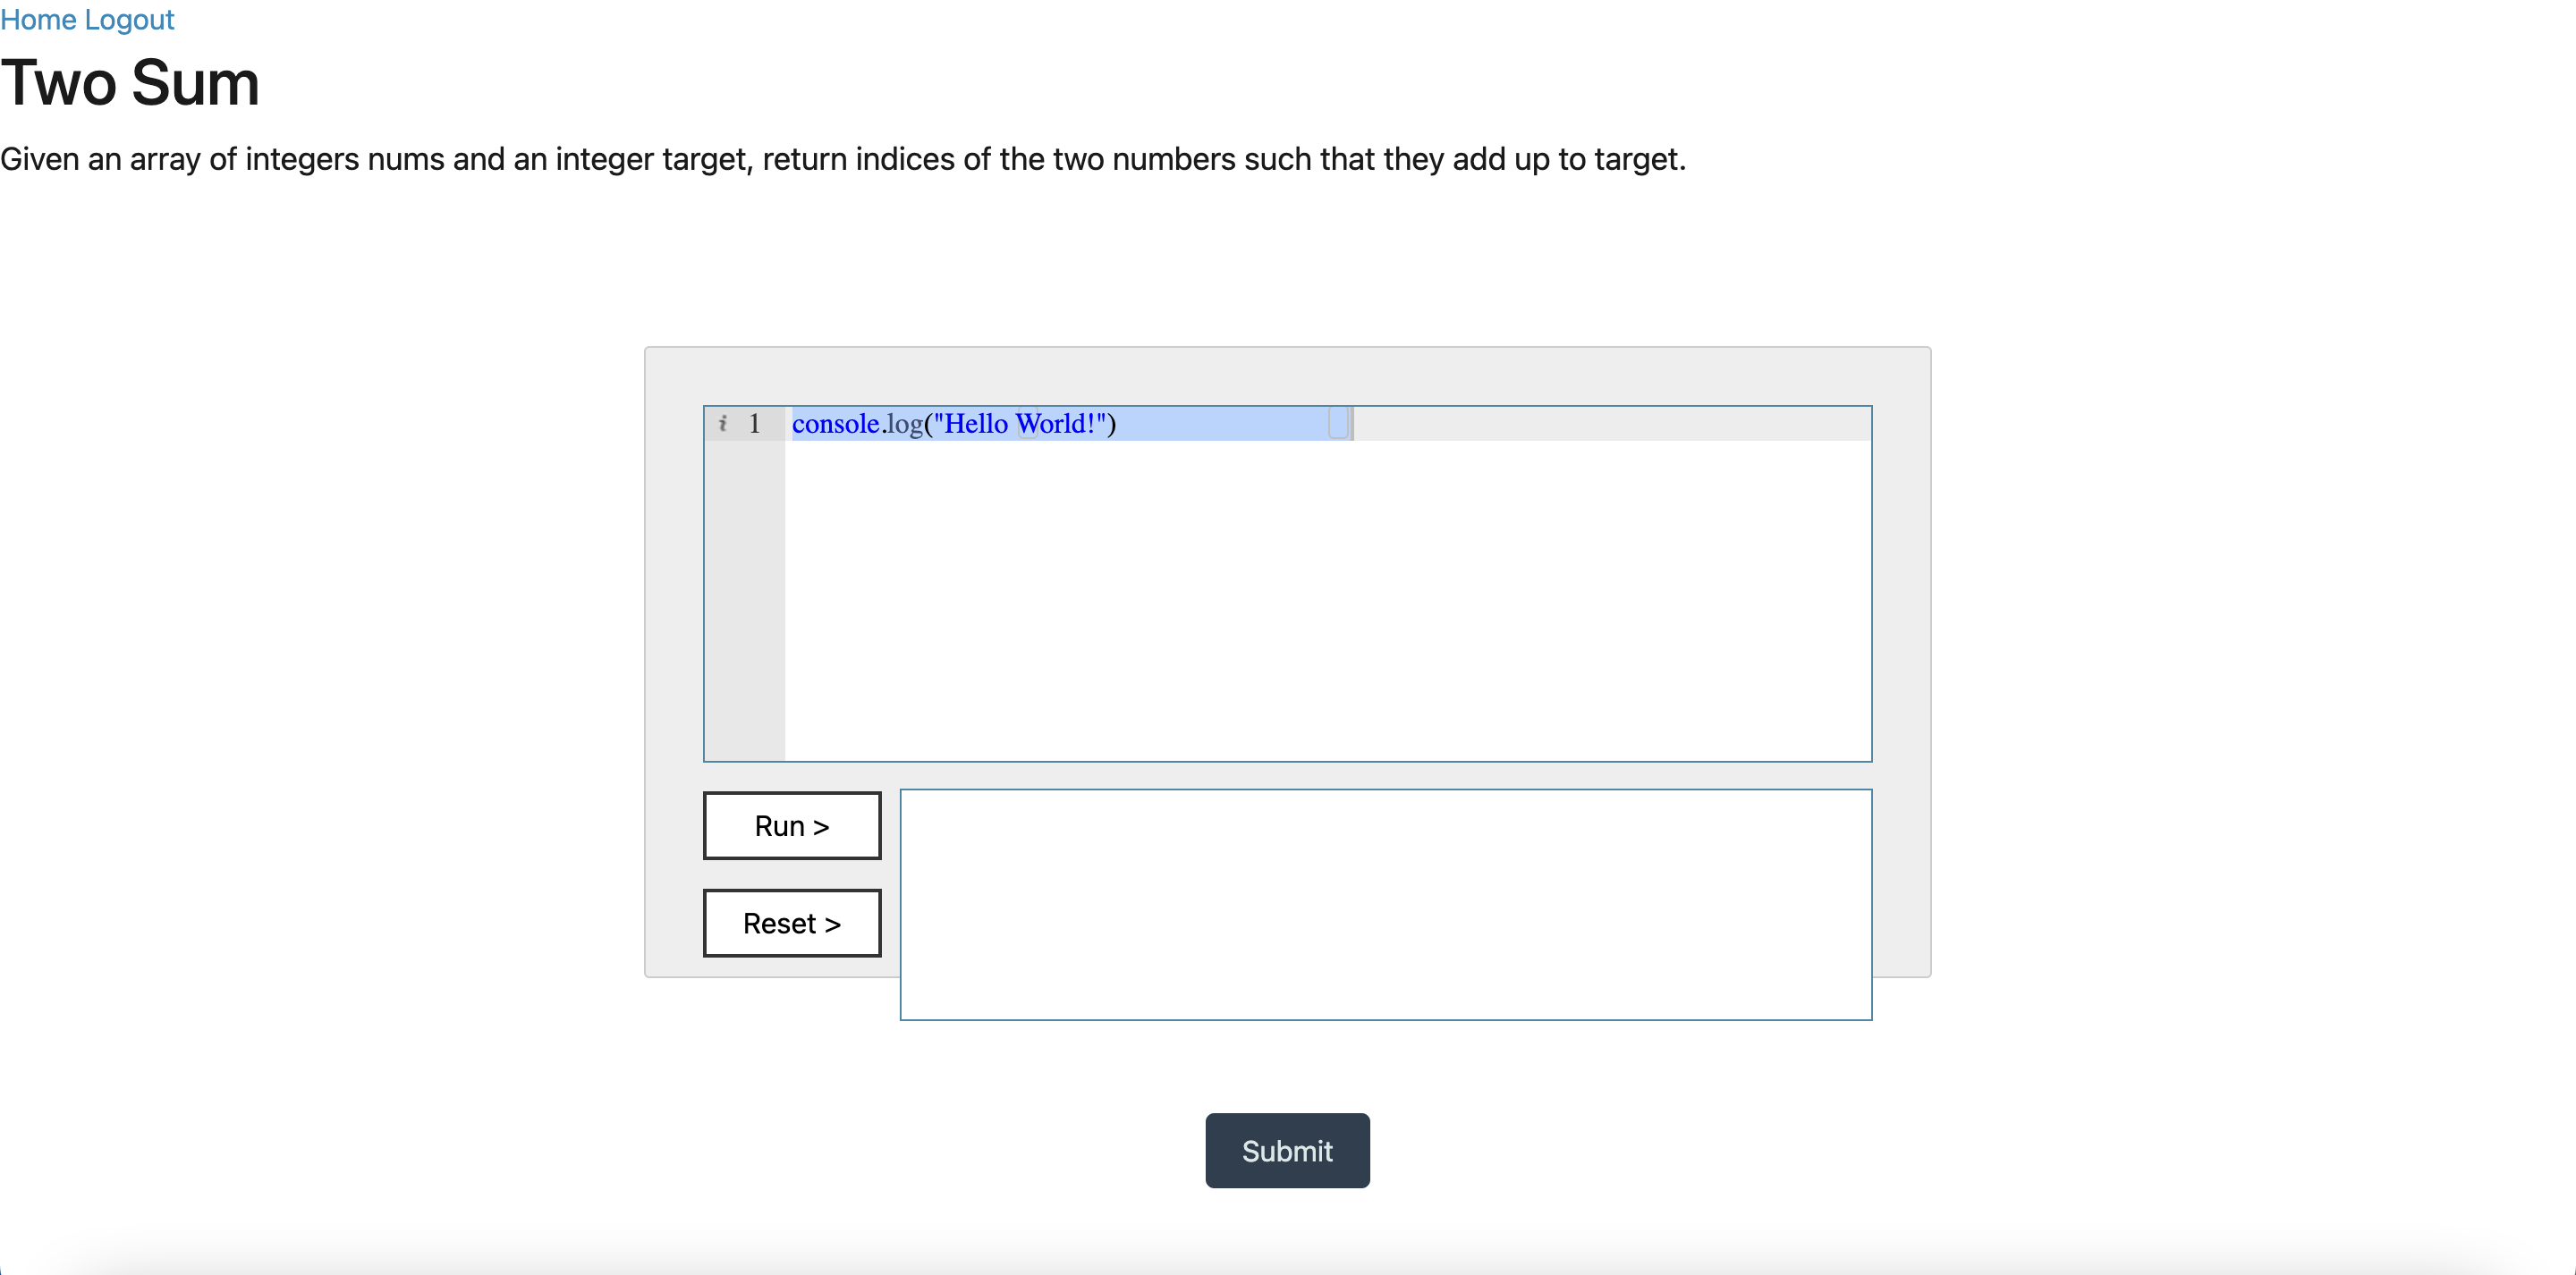 Home Logout
Two Sum
Given an array of integers nums and an integer target, return indices of the two numbers such that they add up to target.
i 1 console.log("Hello World!")
Run >
Reset >
Submit